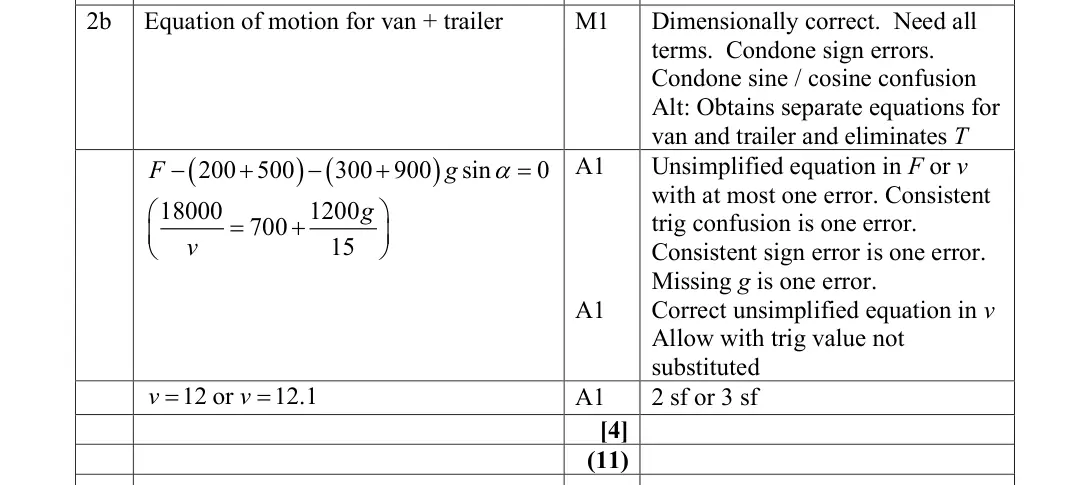 2b Equation of motion for van + trailer M1 Dimensionally correct. Need all
terms. Condone sign errors.
Condone sine / cosine confusion
Alt: Obtains separate equations for
van and trailer and eliminates T
F − (200 + 500) − (300 + 900) g sin α = 0 A1 Unsimplified equation in F or v
with at most one error. Consistent
trig confusion is one error.
(18000/v = 700 + 1200g/15)
Consistent sign error is one error.
Missing g is one error.
A1 Correct unsimplified equation in v
Allow with trig value not
substituted
v = 12 or v = 12.1 A1 2 sf or 3 sf
[4]
(11)